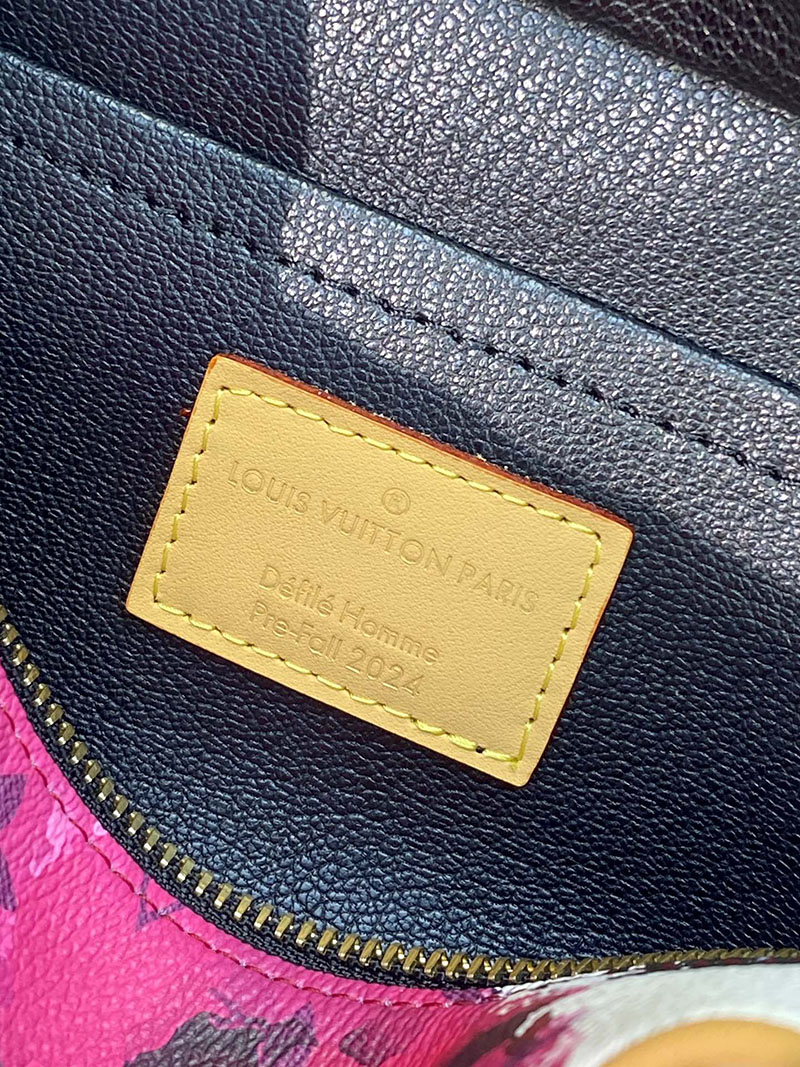 ®
LOUIS VUITTON PARIS
Défilé Homme
Pre-Fall 2024